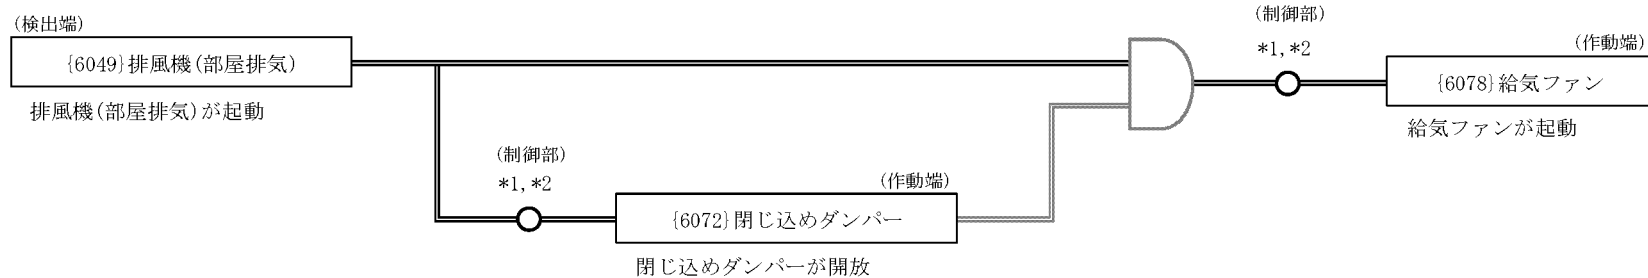 (検出端)
{6049}排風機(部屋排気)
排風機(部屋排気)が起動
(制御部)
*1,*2
(作動端)
{6072}閉じ込めダンパー
閉じ込めダンパーが開放
(制御部)
*1,*2
(作動端)
{6078}給気ファン
給気ファンが起動